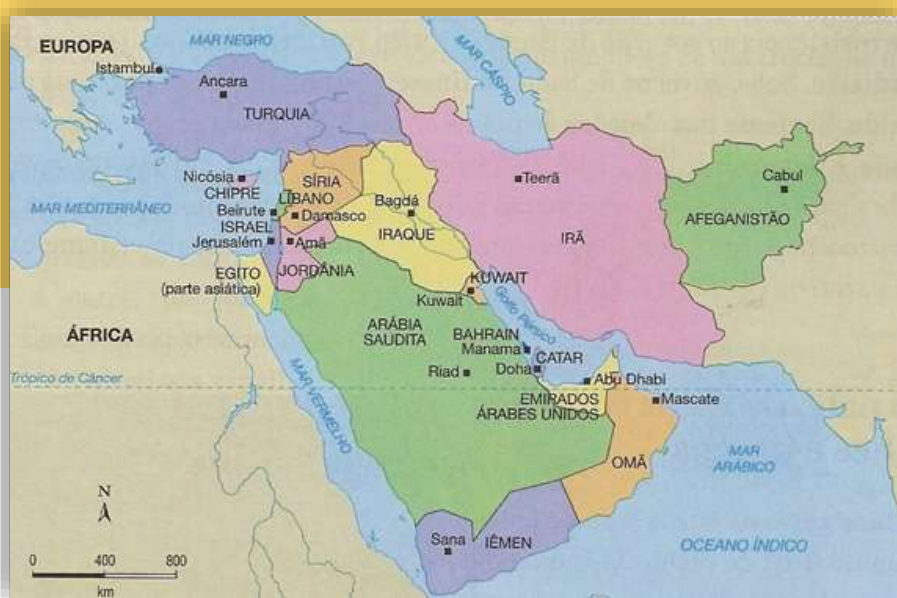 EUROPA
MAR NEGRO
Istambul
Ancara
TURQUIA
MAR CÁSPIO
Nicósia
CHIPRE
SÍRIA
LÍBANO
Beirute
Damasco
MAR MEDITERRÂNEO
ISRAEL
Jerusalém
Amã
JORDÂNIA
Bagdá
IRAQUE
Teerã
IRÃ
Cabul
AFEGANISTÃO
EGITO
(parte asiática)
KUWAIT
Kuwait
Golfo Pérsico
ÁFRICA
ARÁBIA
SAUDITA
BAHRAIN
Manama
CATAR
Doha
Riad
Abu Dhabi
Trópico de Câncer
EMIRADOS
ÁRABES UNIDOS
Mascate
MAR VERMELHO
OMÃ
MAR
ARÁBICO
N
Sana
IÊMEN
OCEANO ÍNDICO
0 400 800
km